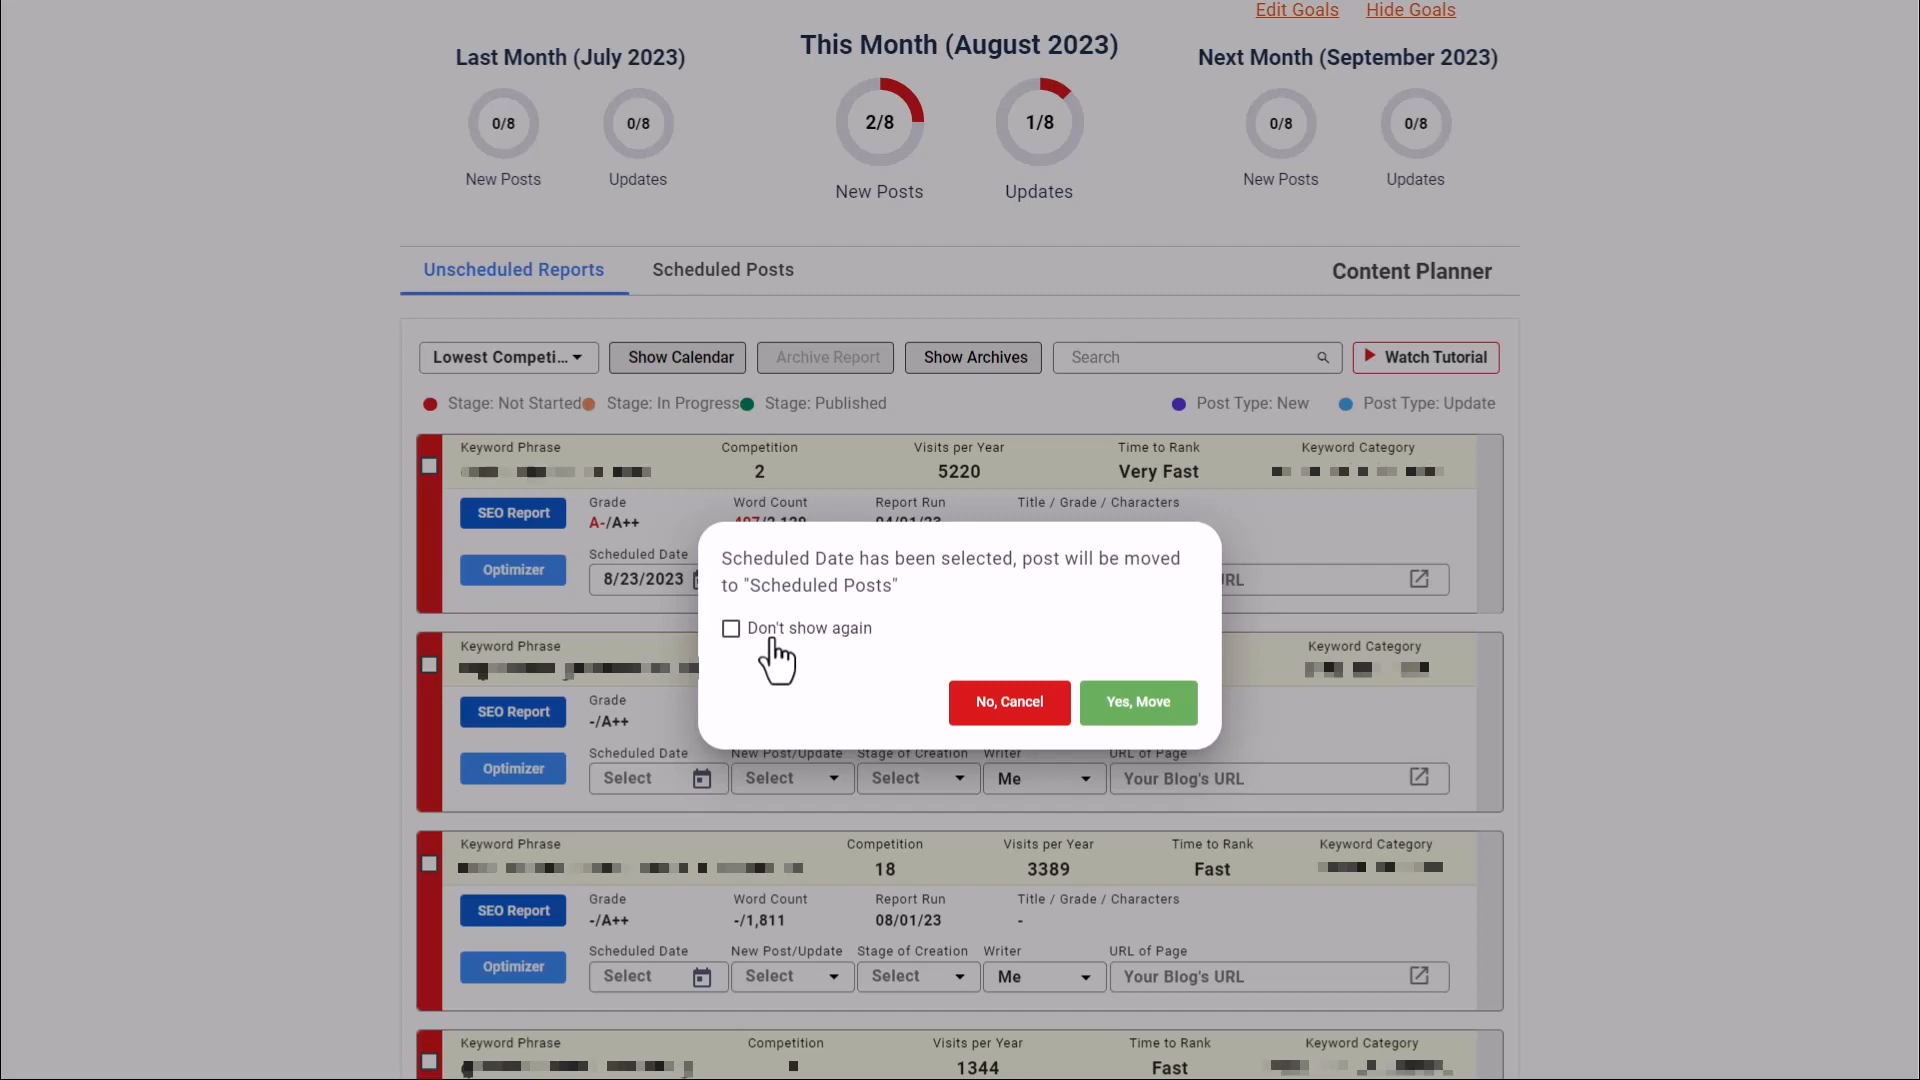 Edit Goals Hide Goals
Last Month (July 2023) This Month (August 2023) Next Month (September 2023)
0/8 0/8 2/8 1/8 0/8 0/8
New Posts Updates New Posts Updates New Posts Updates
Unscheduled Reports Scheduled Posts Content Planner
Lowest Competi... Show Calendar Archive Report Show Archives Search Watch Tutorial
Stage: Not Started Stage: In Progress Stage: Published Post Type: New Post Type: Update
Keyword Phrase Competition Visits per Year Time to Rank Keyword Category
2 5220 Very Fast
SEO Report Grade Word Count Report Run Title / Grade / Characters
A-/A++
Optimizer Scheduled Date
8/23/2023
Scheduled Date has been selected, post will be moved
to "Scheduled Posts"
Don't show again
No, Cancel Yes, Move
Keyword Phrase Keyword Category
SEO Report Grade
-/A++
Optimizer Scheduled Date New Post/Update Stage of Creation Writer URL of Page
Select Select Select Me Your Blog's URL
Keyword Phrase Competition Visits per Year Time to Rank Keyword Category
18 3389 Fast
SEO Report Grade Word Count Report Run Title / Grade / Characters
-/A++ -/1,811 08/01/23 -
Optimizer Scheduled Date New Post/Update Stage of Creation Writer URL of Page
Select Select Select Me Your Blog's URL
Keyword Phrase Competition Visits per Year Time to Rank Keyword Category
1344 Fast